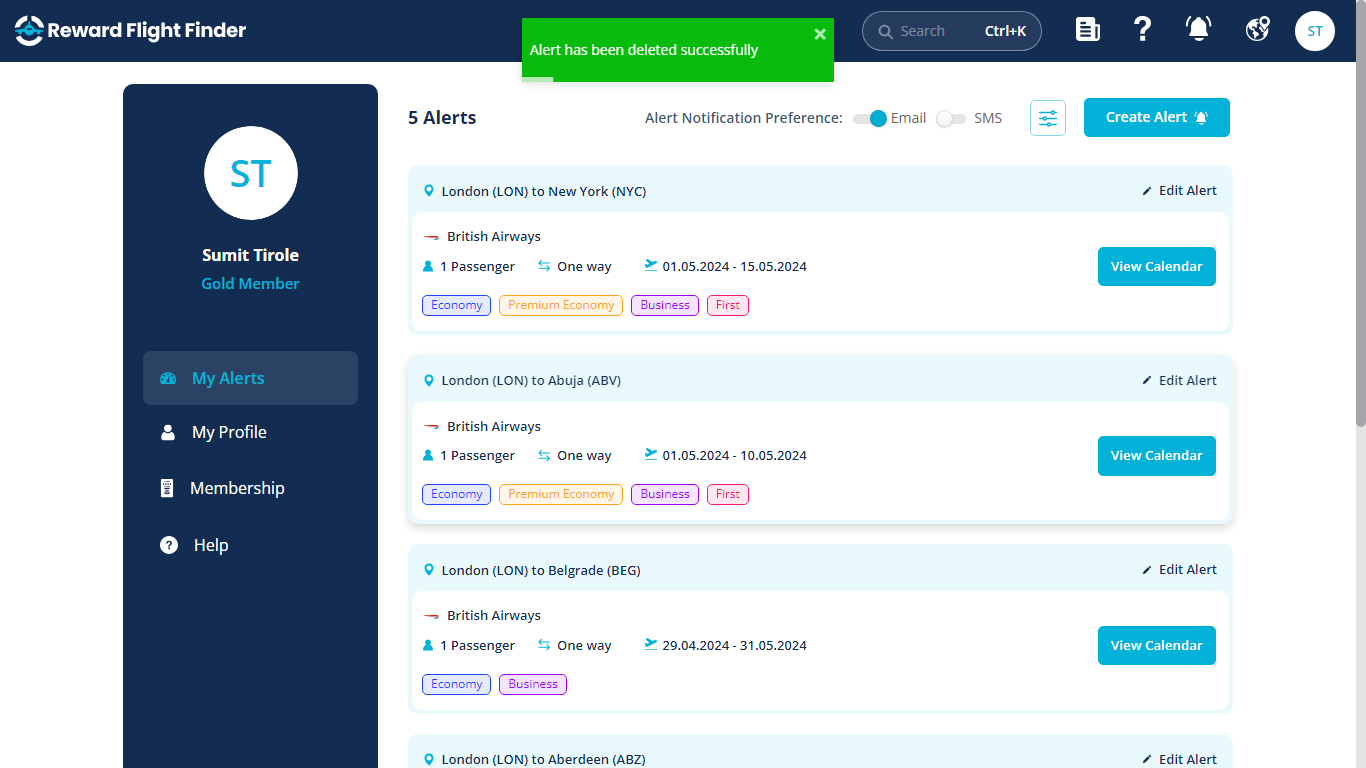 Reward Flight Finder
Alert has been deleted successfully
Search Ctrl+K
ST
ST
Sumit Tirole
Gold Member
My Alerts
My Profile
Membership
Help
5 Alerts
Alert Notification Preference: Email SMS
Create Alert
London (LON) to New York (NYC)
Edit Alert
British Airways
1 Passenger One way 01.05.2024 - 15.05.2024
View Calendar
Economy Premium Economy Business First
London (LON) to Abuja (ABV)
Edit Alert
British Airways
1 Passenger One way 01.05.2024 - 10.05.2024
View Calendar
Economy Premium Economy Business First
London (LON) to Belgrade (BEG)
Edit Alert
British Airways
1 Passenger One way 29.04.2024 - 31.05.2024
View Calendar
Economy Business
London (LON) to Aberdeen (ABZ)
Edit Alert